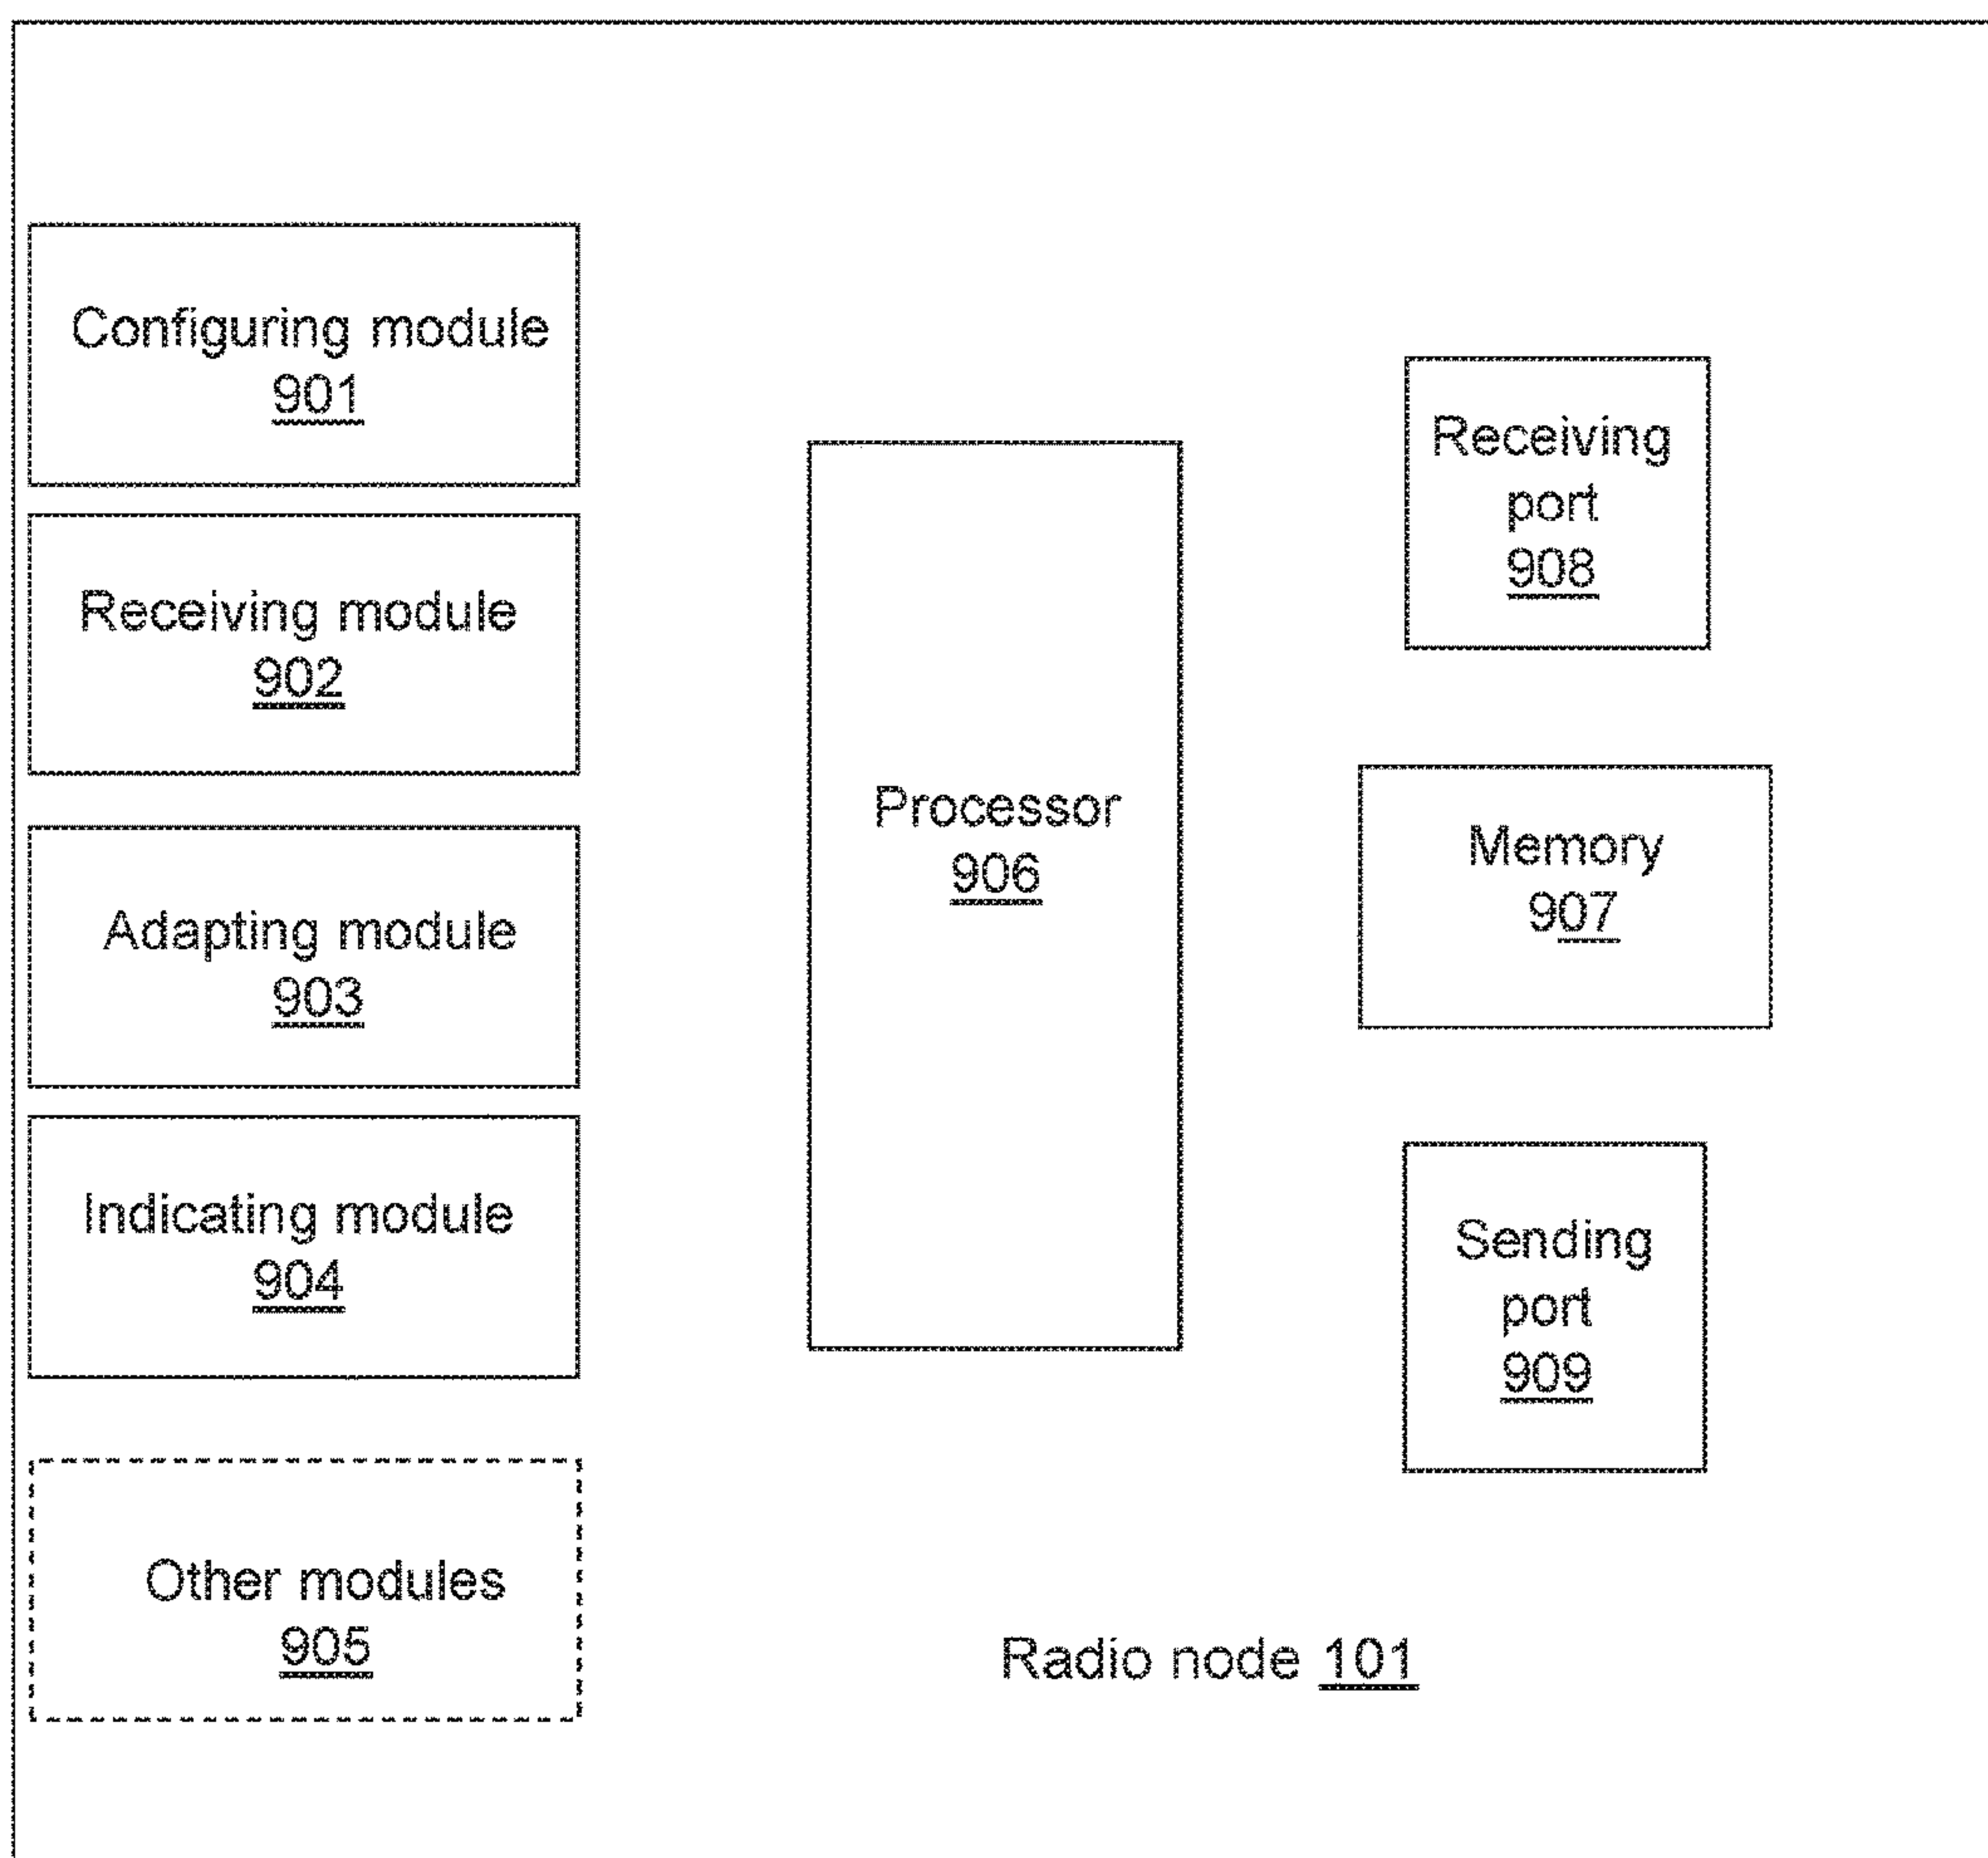 Configuring module
901
Receiving module
902
Adapting module
903
Indicating module
904
Other modules
905
Processor
906
Receiving
port
908
Memory
907
Sending
port
909
Radio node 101